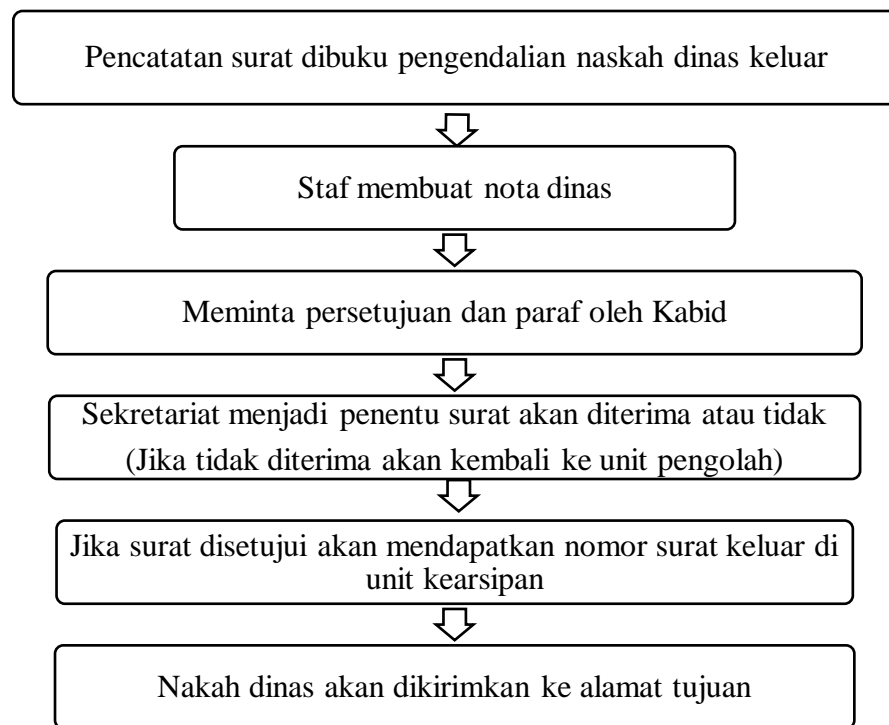 Pencatatan surat dibuku pengendalian naskah dinas keluar
Staf membuat nota dinas
Meminta persetujuan dan paraf oleh Kabid
Sekretariat menjadi penentu surat akan diterima atau tidak
(Jika tidak diterima akan kembali ke unit pengolah)
Jika surat disetujui akan mendapatkan nomor surat keluar di
unit kearsipan
Nakah dinas akan dikirimkan ke alamat tujuan